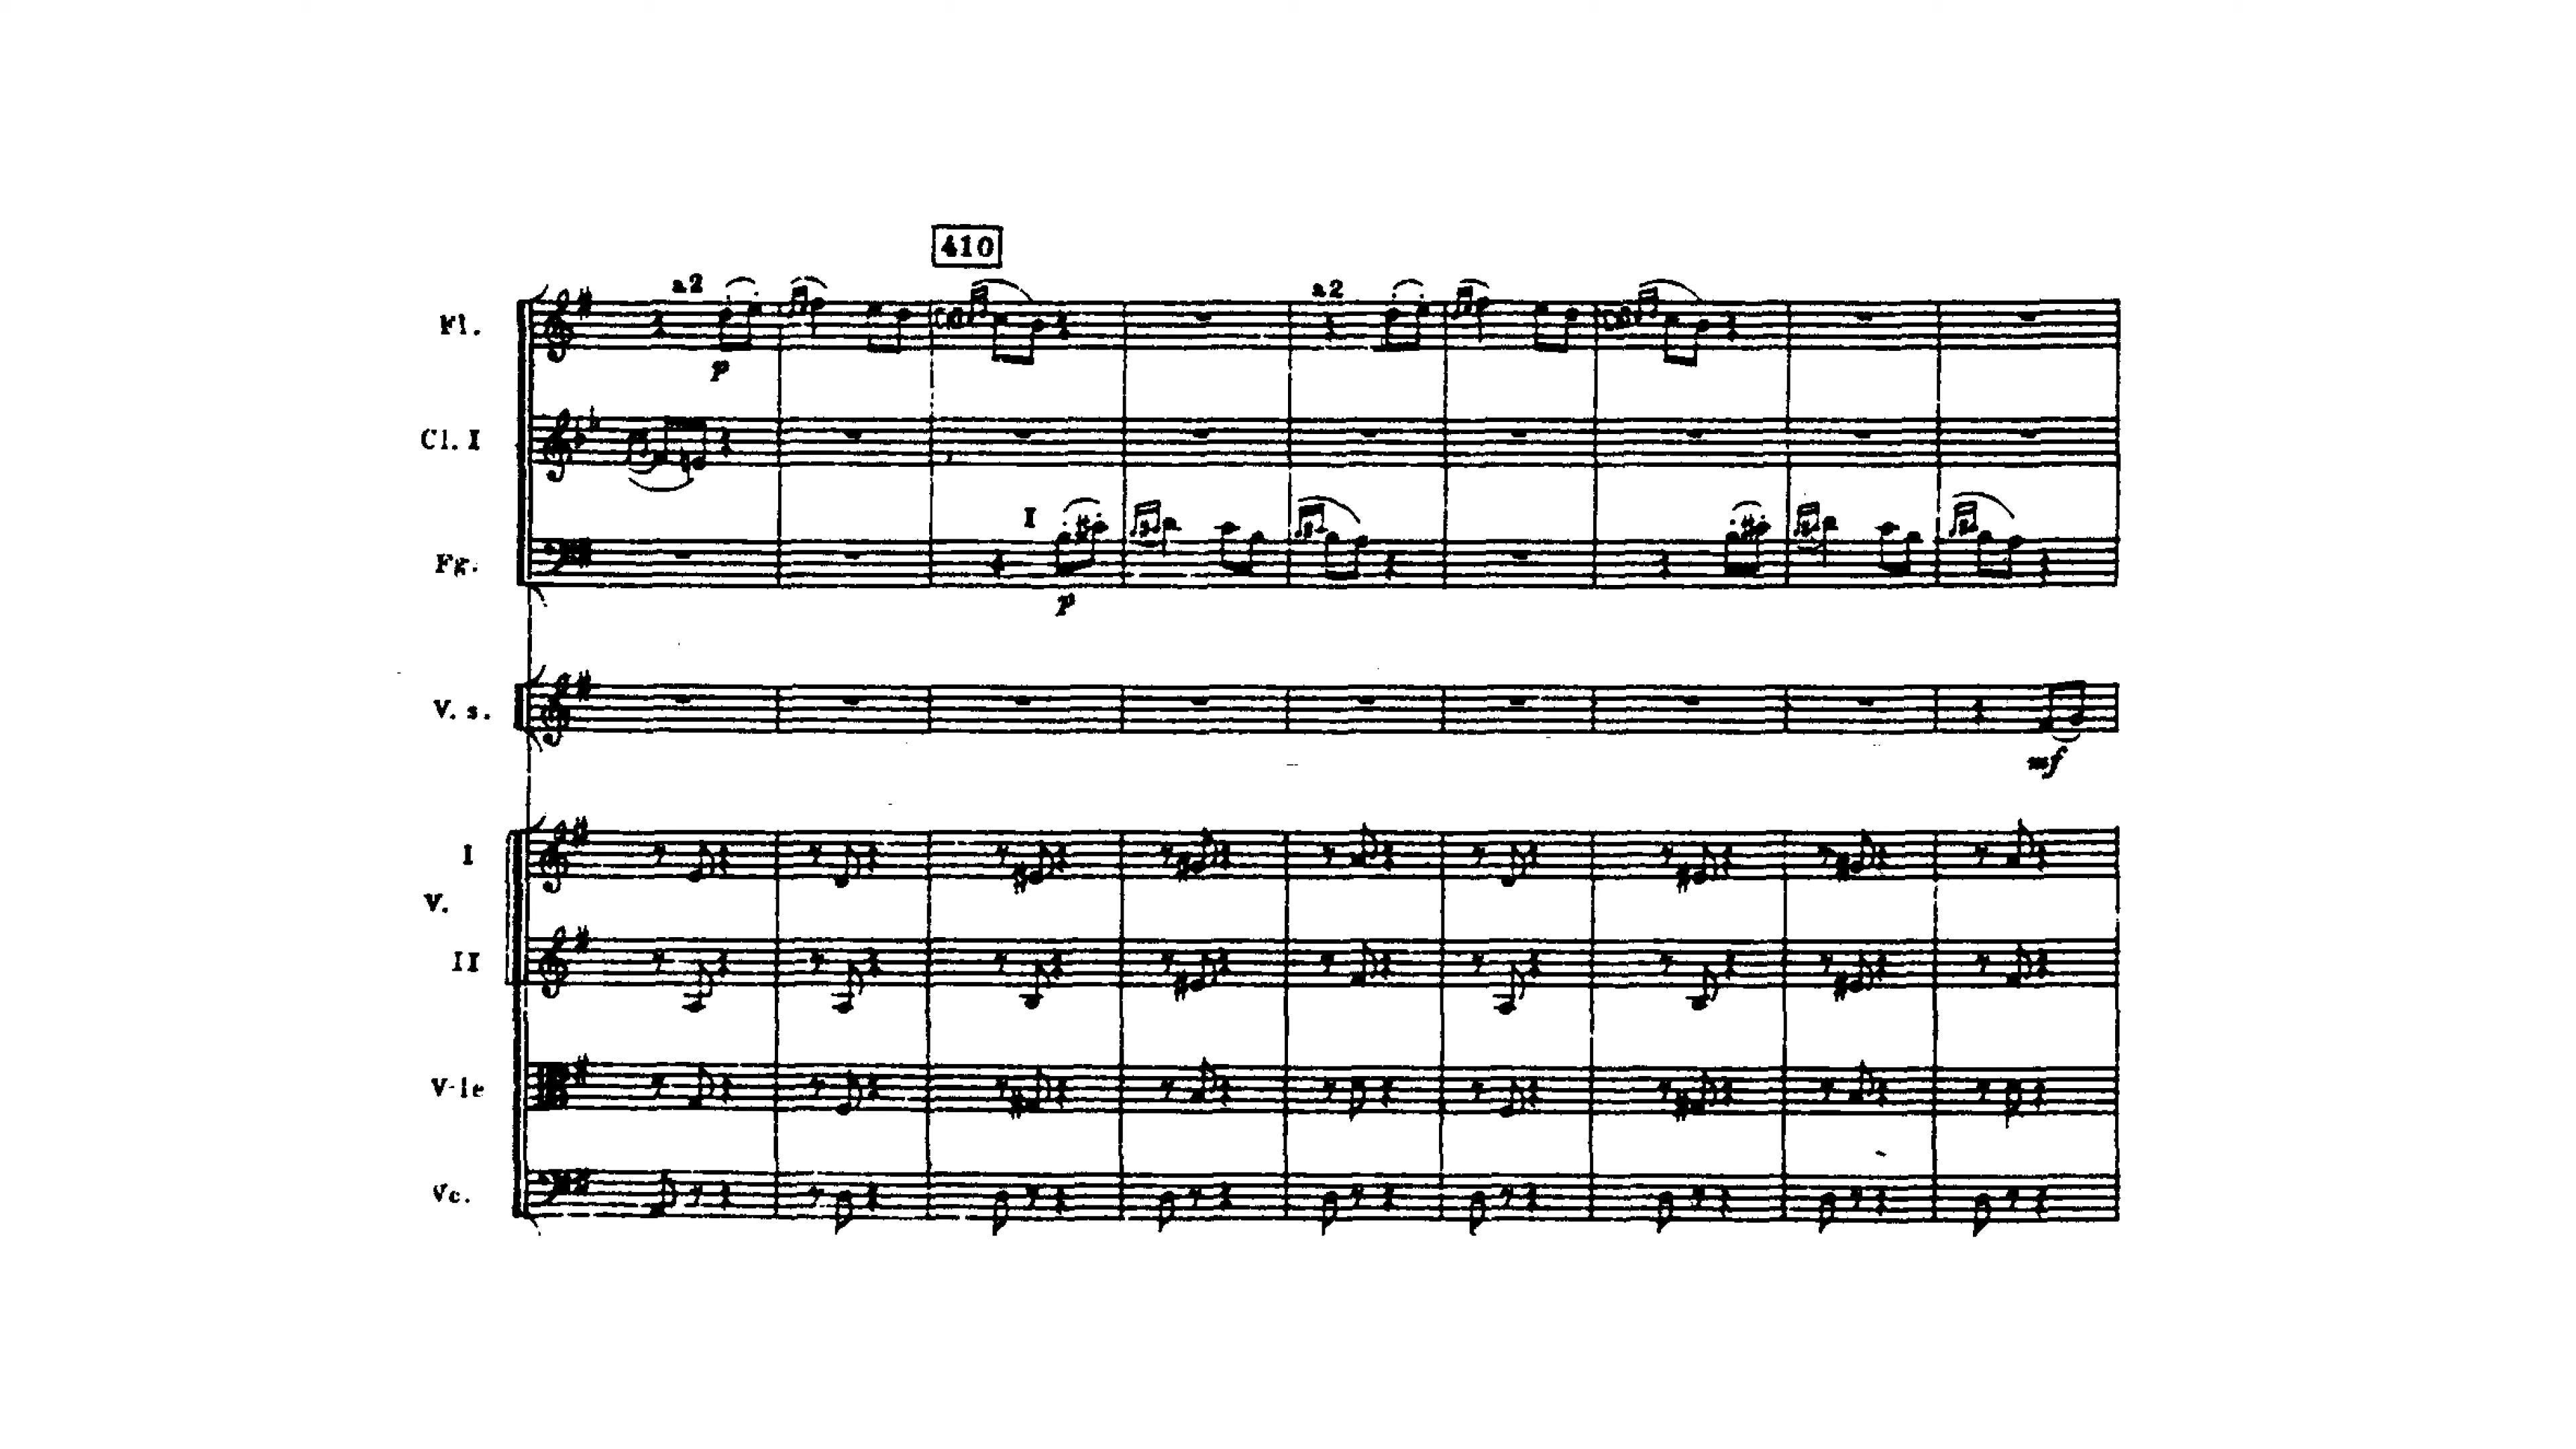 410
a2 a2
Fl.
p
Cl. I
I
Fg.
p
V. s.
mf
I
V.
II
V-le
Vc.